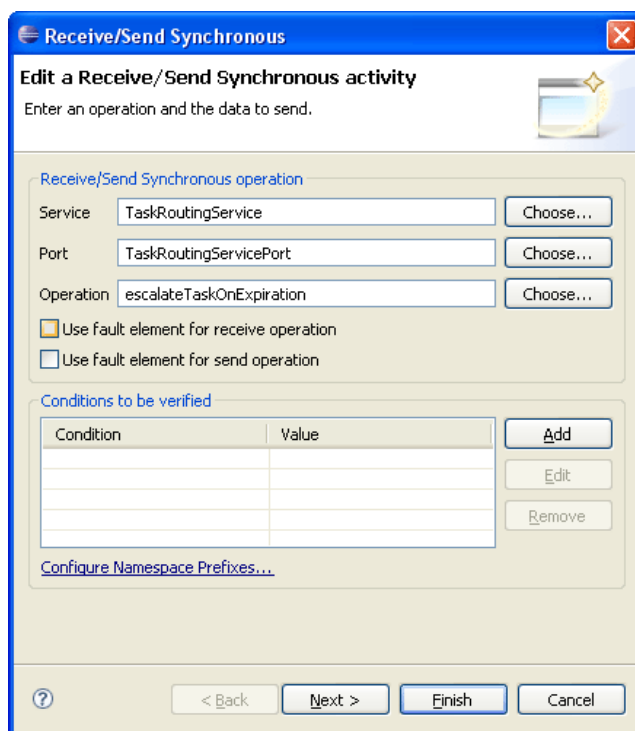 Receive/Send Synchronous
Edit a Receive/Send Synchronous activity
Enter an operation and the data to send.
Receive/Send Synchronous operation
Service TaskRoutingService Choose...
Port TaskRoutingServicePort Choose...
Operation escalateTaskOnExpiration Choose...
Use fault element for receive operation
Use fault element for send operation
Conditions to be verified
Condition Value Add
Edit
Remove
Configure Namespace Prefixes...
? < Back Next > Finish Cancel